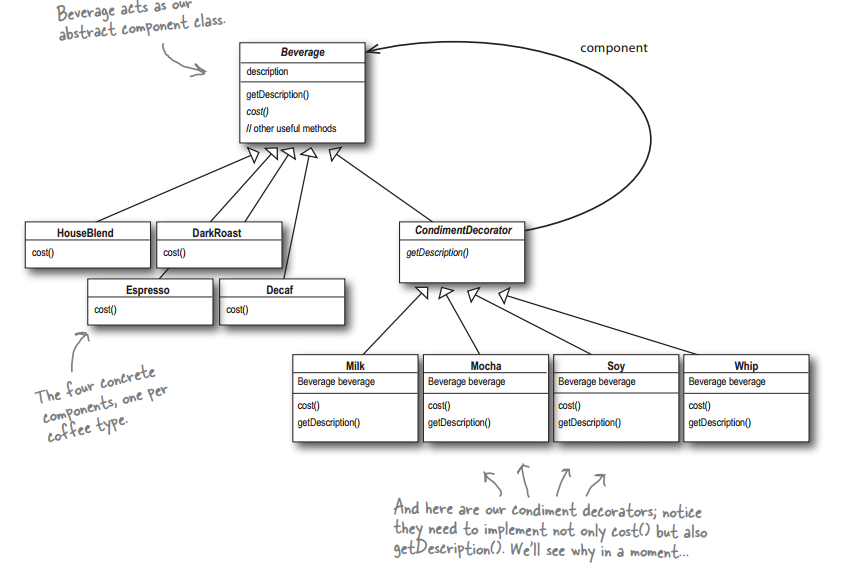 Beverage acts as our
abstract component class.
Beverage
description
getDescription()
cost()
// other useful methods
component
HouseBlend
cost()
DarkRoast
cost()
CondimentDecorator
getDescription()
Espresso
cost()
Decaf
cost()
The four concrete
components, one per
coffee type.
Milk
Beverage beverage
cost()
getDescription()
Mocha
Beverage beverage
cost()
getDescription()
Soy
Beverage beverage
cost()
getDescription()
Whip
Beverage beverage
cost()
getDescription()
And here are our condiment decorators; notice
they need to implement not only cost() but also
getDescription(). We'll see why in a moment...